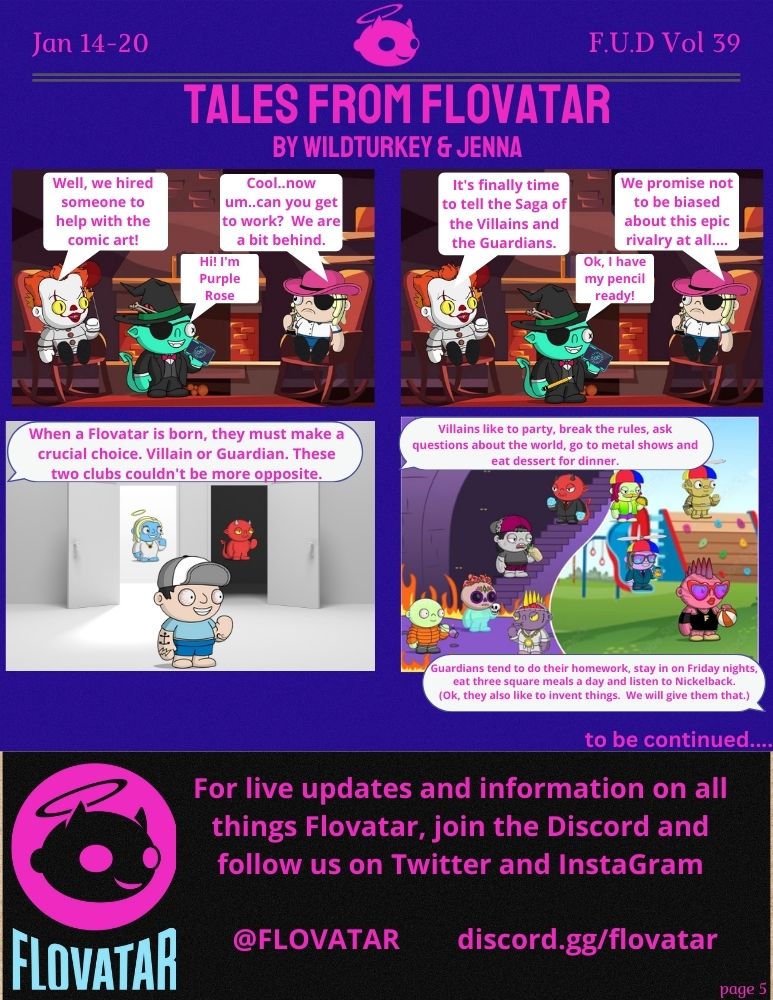 Jan 14-20
F.U.D Vol 39
TALES FROM FLOVATAR
BY WILDTURKEY & JENNA
Well, we hired
someone to
help with the
comic art!
Cool..now
um..can you get
to work? We are
a bit behind.
Hi! I'm
Purple
Rose
It's finally time
to tell the Saga of
the Villains and
the Guardians.
We promise not
to be biased
about this epic
rivalry at all....
Ok, I have
my pencil
ready!
When a Flovatar is born, they must make a
crucial choice. Villain or Guardian. These
two clubs couldn't be more opposite.
Villains like to party, break the rules, ask
questions about the world, go to metal shows and
eat dessert for dinner.
Guardians tend to do their homework, stay in on Friday nights,
eat three square meals a day and listen to Nickelback.
(Ok, they also like to invent things. We will give them that.)
to be continued....
For live updates and information on all
things Flovatar, join the Discord and
follow us on Twitter and InstaGram
@FLOVATAR
discord.gg/flovatar
FLOVATAR
page 5